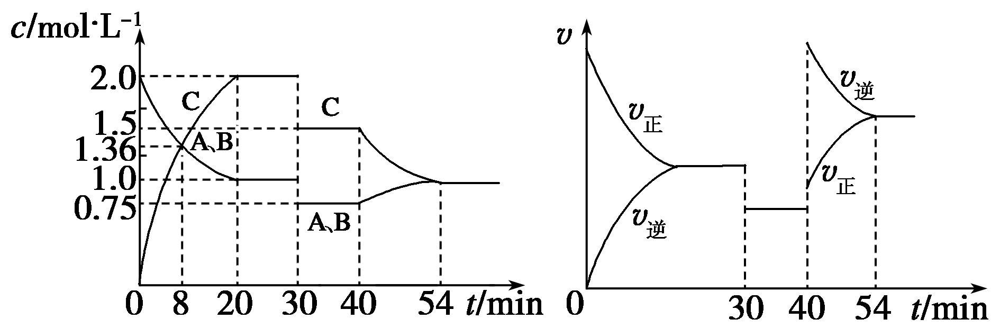 c/mol·L⁻¹
2.0
1.5
1.36
1.0
0.75
C
A、B
C
A、B
0 8 20 30 40 54 t/min
v
v正
v逆
v逆
v正
0 30 40 54 t/min